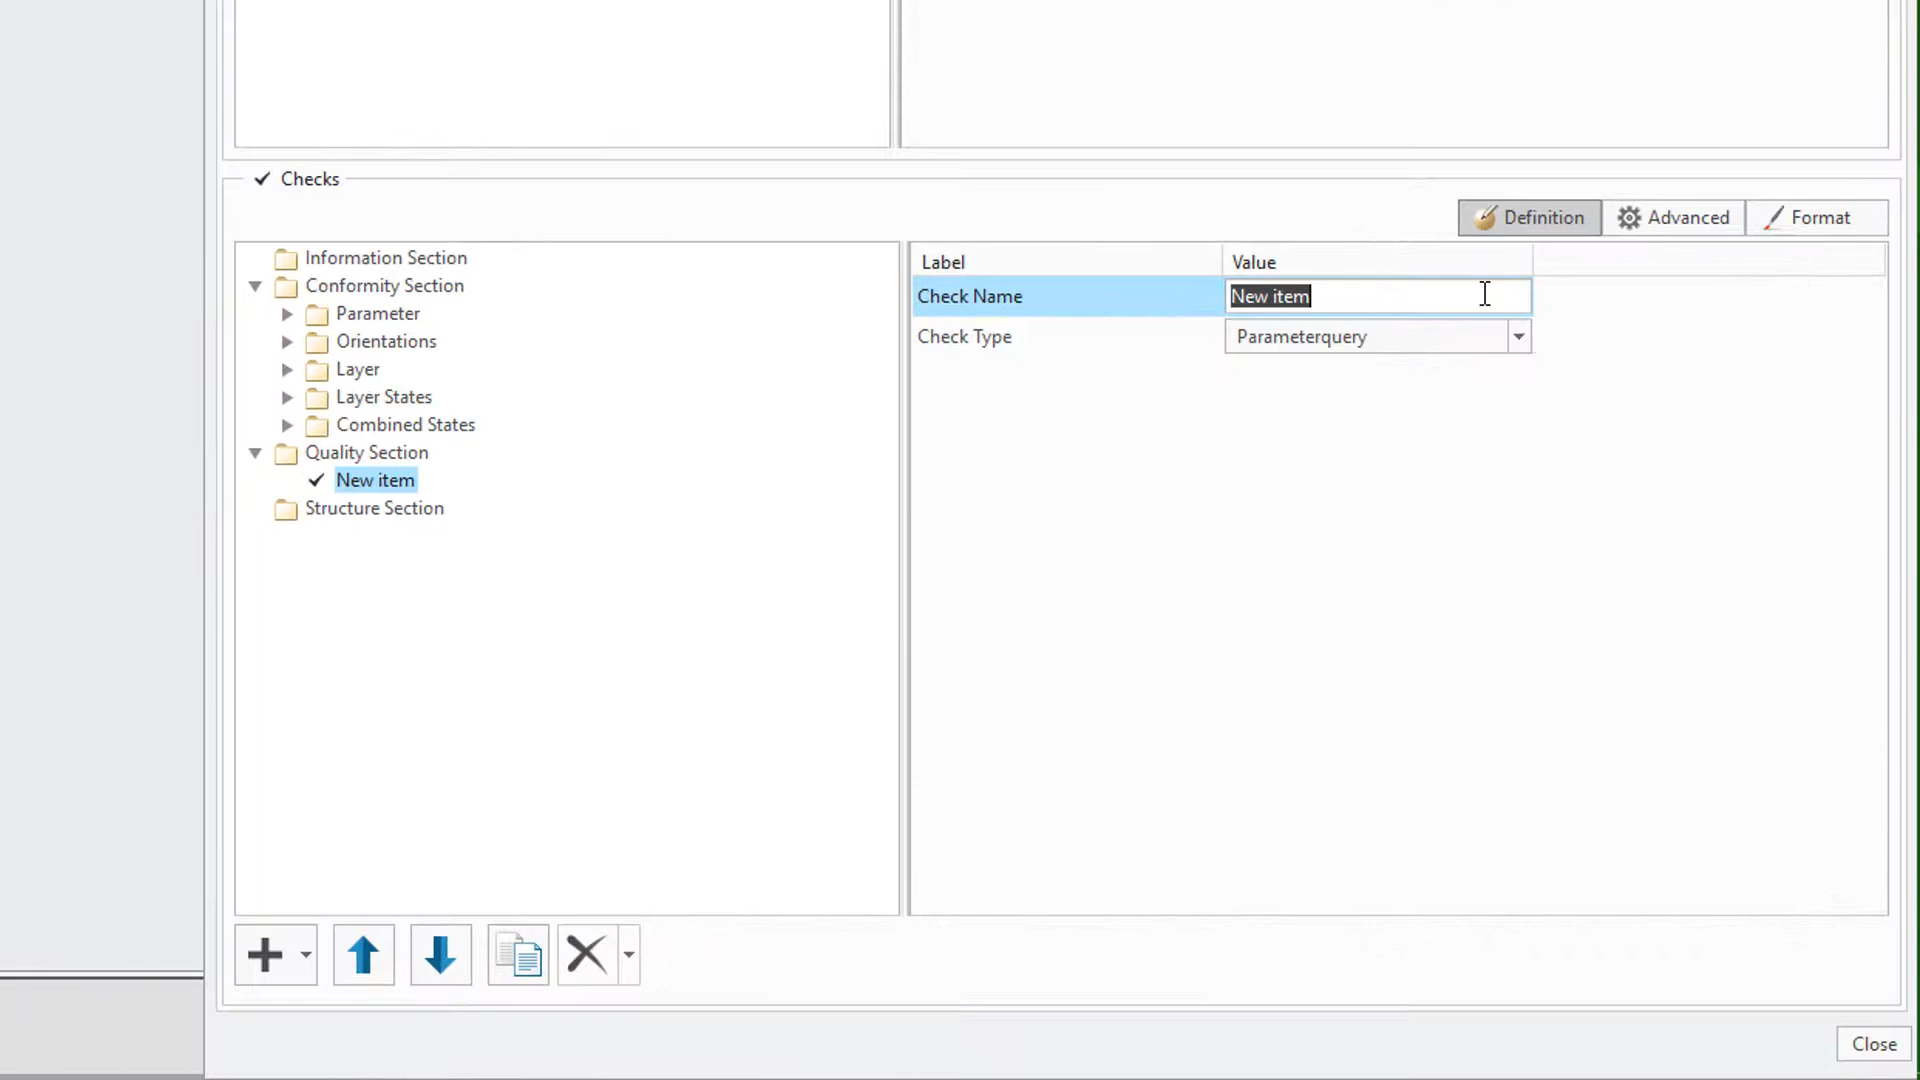 Checks
Definition
Advanced
Format
Information Section
Conformity Section
Parameter
Orientations
Layer
Layer States
Combined States
Quality Section
New item
Structure Section
Label Value
Check Name New item
Check Type Parameterquery
Close